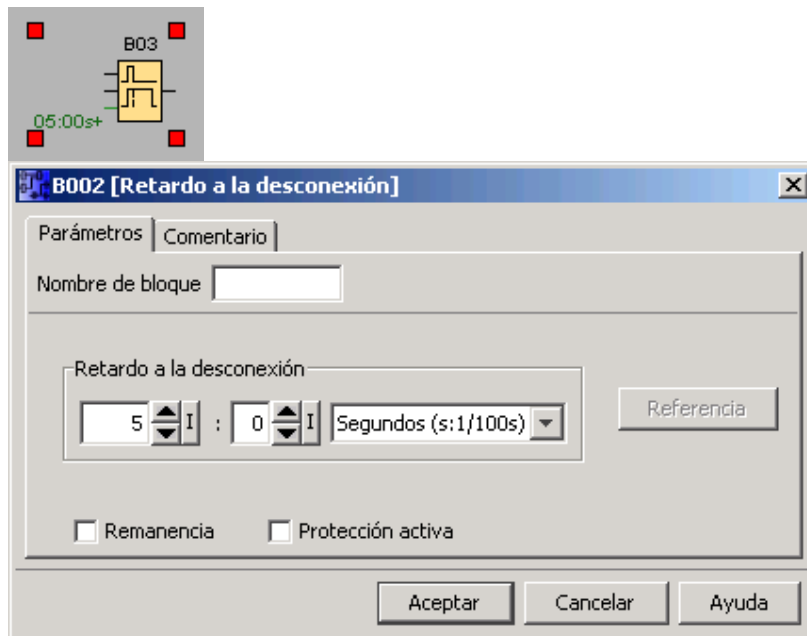 B03
05:00s+
B002 [Retardo a la desconexión]
Parámetros Comentario
Nombre de bloque
Retardo a la desconexión
5 I : 0 I Segundos (s:1/100s) Referencia
Remanencia Protección activa
Aceptar Cancelar Ayuda